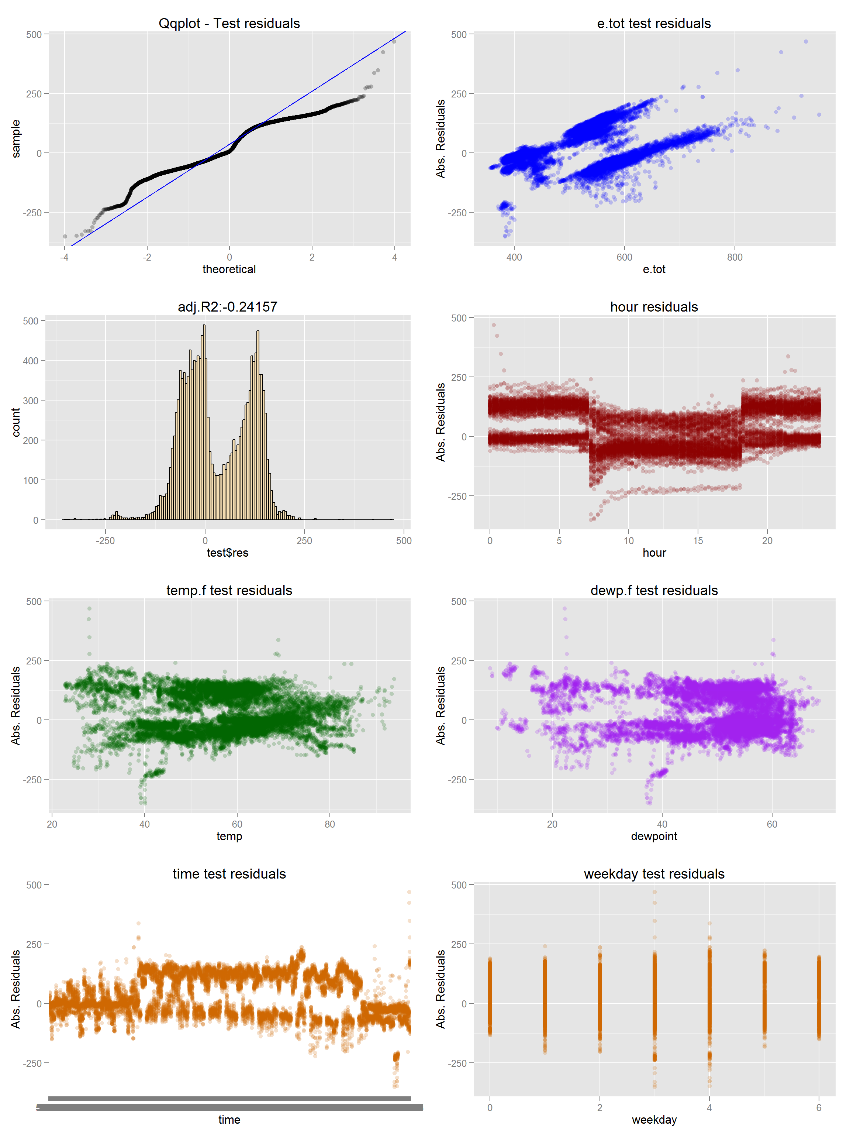 Qqplot - Test residuals
500
250
0
-250
sample
-4 -2 0 2 4
theoretical
e.tot test residuals
500
250
0
-250
Abs. Residuals
400 600 800
e.tot
adj.R2:-0.24157
500
400
300
200
100
0
count
-250 0 250 500
test$res
hour residuals
500
250
0
-250
Abs. Residuals
0 5 10 15 20
hour
temp.f test residuals
500
250
0
-250
Abs. Residuals
20 40 60 80
temp
dewp.f test residuals
500
250
0
-250
Abs. Residuals
20 40 60
dewpoint
time test residuals
500
250
0
-250
Abs. Residuals
time
weekday test residuals
500
250
0
-250
Abs. Residuals
0 2 4 6
weekday